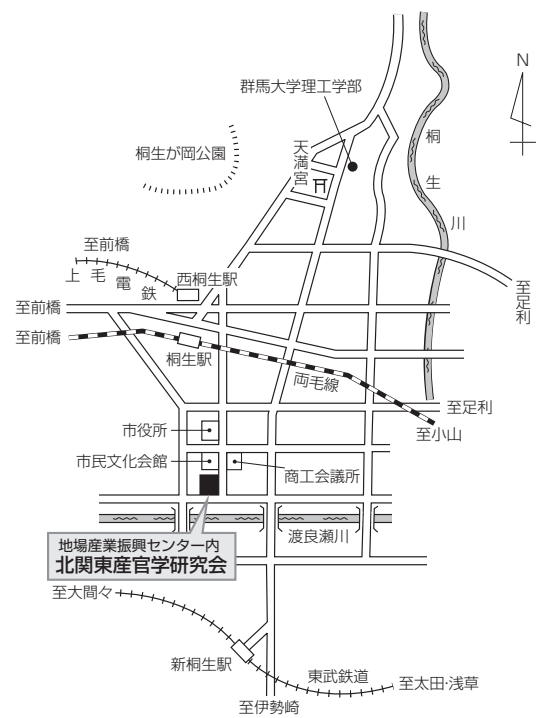 N
群馬大学理工学部
桐生川
天満宮
桐生が岡公園
至前橋
上毛電鉄
西桐生駅
至足利
至前橋
至前橋
桐生駅
両毛線
至足利
至小山
市役所
市民文化会館
商工会議所
渡良瀬川
地場産業振興センター内
北関東産官学研究会
至大間々
新桐生駅
東武鉄道
至太田・浅草
至伊勢崎